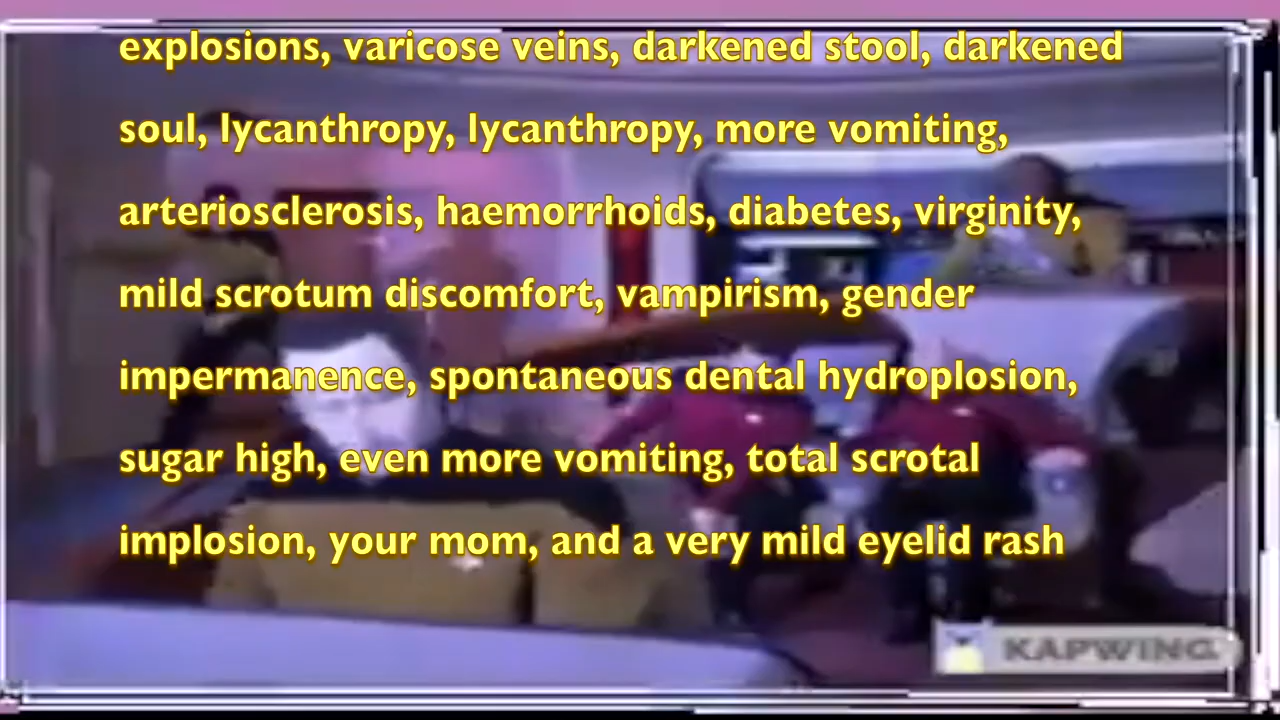 explosions, varicose veins, darkened stool, darkened
soul, lycanthropy, lycanthropy, more vomiting,
arteriosclerosis, haemorrhoids, diabetes, virginity,
mild scrotum discomfort, vampirism, gender
impermanence, spontaneous dental hydroplosion,
sugar high, even more vomiting, total scrotal
implosion, your mom, and a very mild eyelid rash
KAPWING